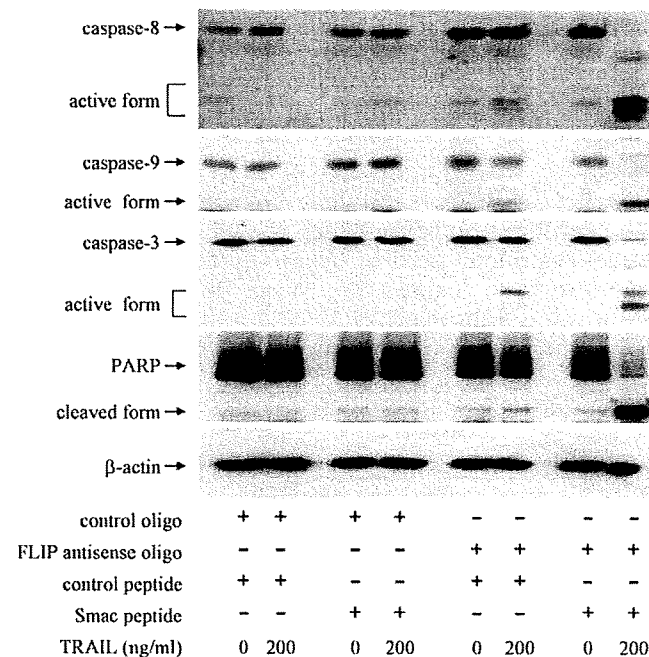 caspase-8
active form
caspase-9
active form
caspase-3
active form
PARP
cleaved form
β-actin
control oligo + + + + - - - -
FLIP antisense oligo - - - - + + + +
control peptide + + - - + + - -
Smac peptide - - + + - - + +
TRAIL (ng/ml) 0 200 0 200 0 200 0 200